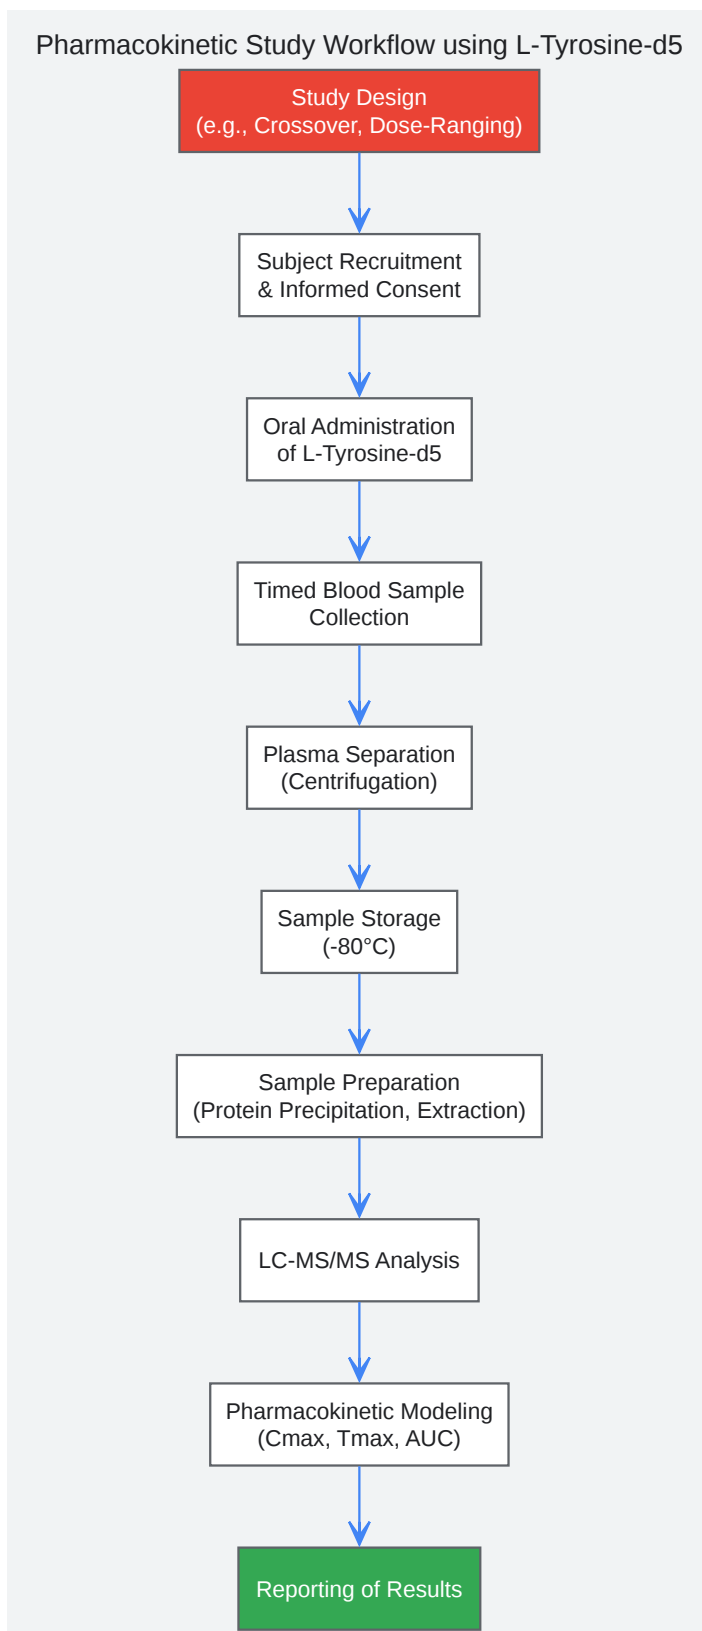 Pharmacokinetic Study Workflow using L-Tyrosine-d5
Study Design
(e.g., Crossover, Dose-Ranging)
Subject Recruitment
& Informed Consent
Oral Administration
of L-Tyrosine-d5
Timed Blood Sample
Collection
Plasma Separation
(Centrifugation)
Sample Storage
(-80°C)
Sample Preparation
(Protein Precipitation, Extraction)
LC-MS/MS Analysis
Pharmacokinetic Modeling
(Cmax, Tmax, AUC)
Reporting of Results